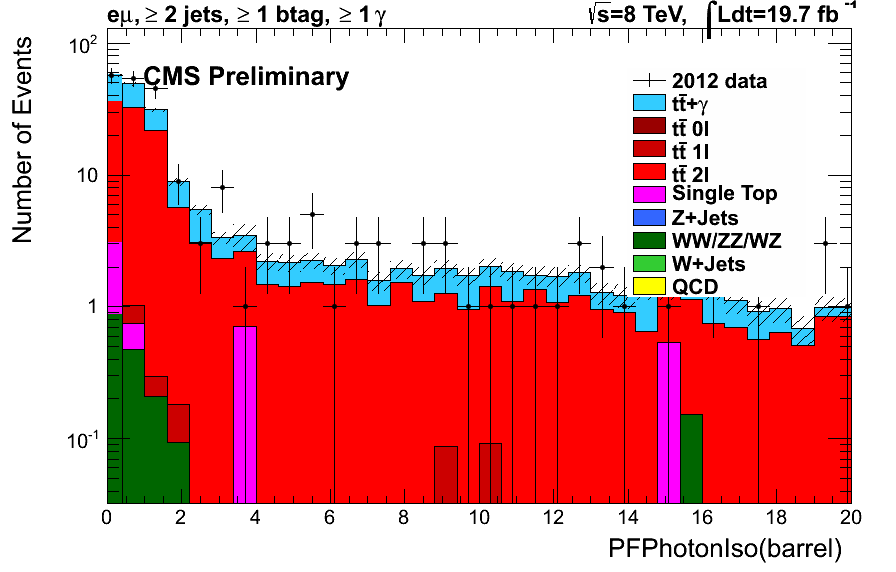 eμ, ≥ 2 jets, ≥ 1 btag, ≥ 1 γ
√s=8 TeV, ∫Ldt=19.7 fb⁻¹
CMS Preliminary
Number of Events
10²
10
1
10⁻¹
2012 data
tt̄+γ
tt̄ 0l
tt̄ 1l
tt̄ 2l
Single Top
Z+Jets
WW/ZZ/WZ
W+Jets
QCD
0 2 4 6 8 10 12 14 16 18 20
PFPhotonIso(barrel)